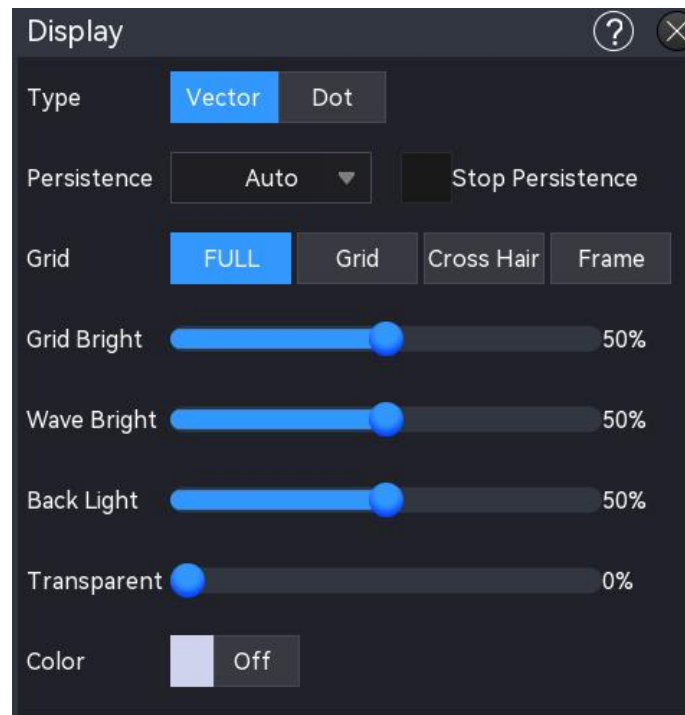 Display ?
Type Vector Dot
Persistence Auto Stop Persistence
Grid FULL Grid Cross Hair Frame
Grid Bright 50%
Wave Bright 50%
Back Light 50%
Transparent 0%
Color Off